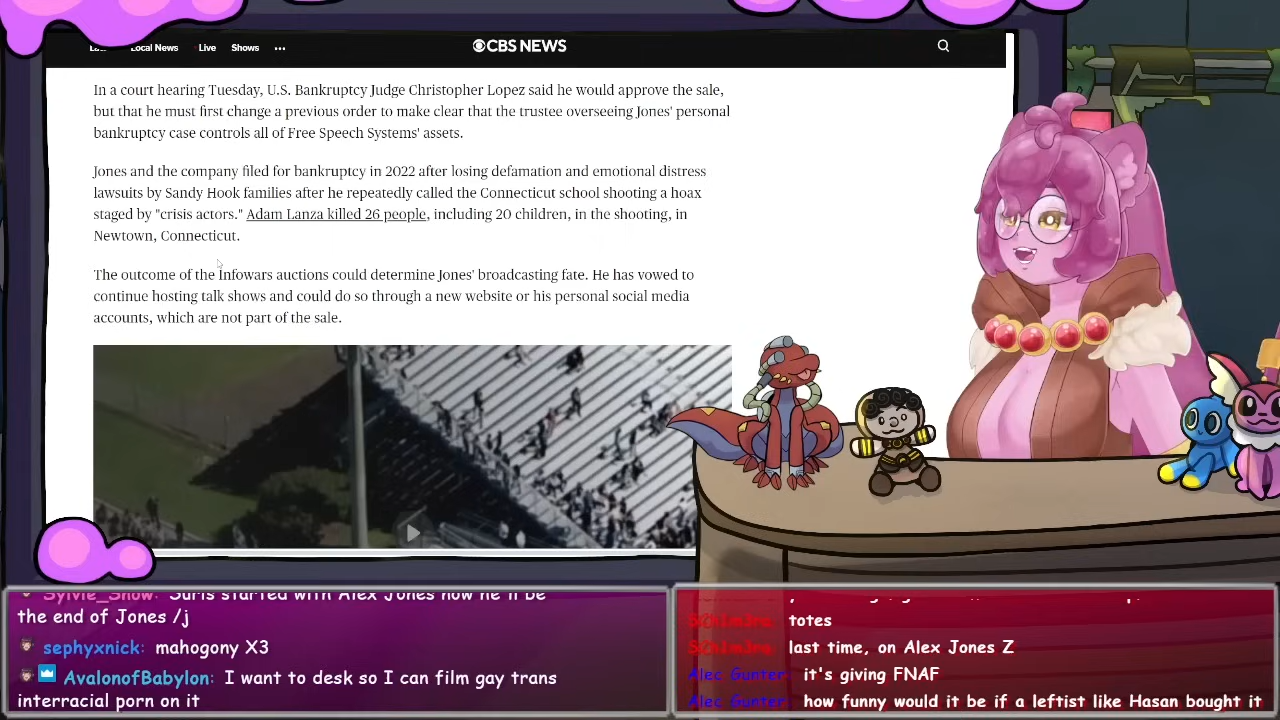 Local News
Live
Shows
...
CBS NEWS
In a court hearing Tuesday, U.S. Bankruptcy Judge Christopher Lopez said he would approve the sale,
but that he must first change a previous order to make clear that the trustee overseeing Jones' personal
bankruptcy case controls all of Free Speech Systems' assets.
Jones and the company filed for bankruptcy in 2022 after losing defamation and emotional distress
lawsuits by Sandy Hook families after he repeatedly called the Connecticut school shooting a hoax
staged by "crisis actors." Adam Lanza killed 26 people, including 20 children, in the shooting, in
Newtown, Connecticut.
The outcome of the Infowars auctions could determine Jones' broadcasting fate. He has vowed to
continue hosting talk shows and could do so through a new website or his personal social media
accounts, which are not part of the sale.
Sylvie_Snow: started with Alex Jones now he'll be
the end of Jones /j
sephyxnick: mahogony X3
AvalonofBabylon: I want to desk so I can film gay trans
interracial porn on it
totes
last time, on Alex Jones Z
Alec Gunter: it's giving FNAF
Alec Gunter: how funny would it be if a leftist like Hasan bought it